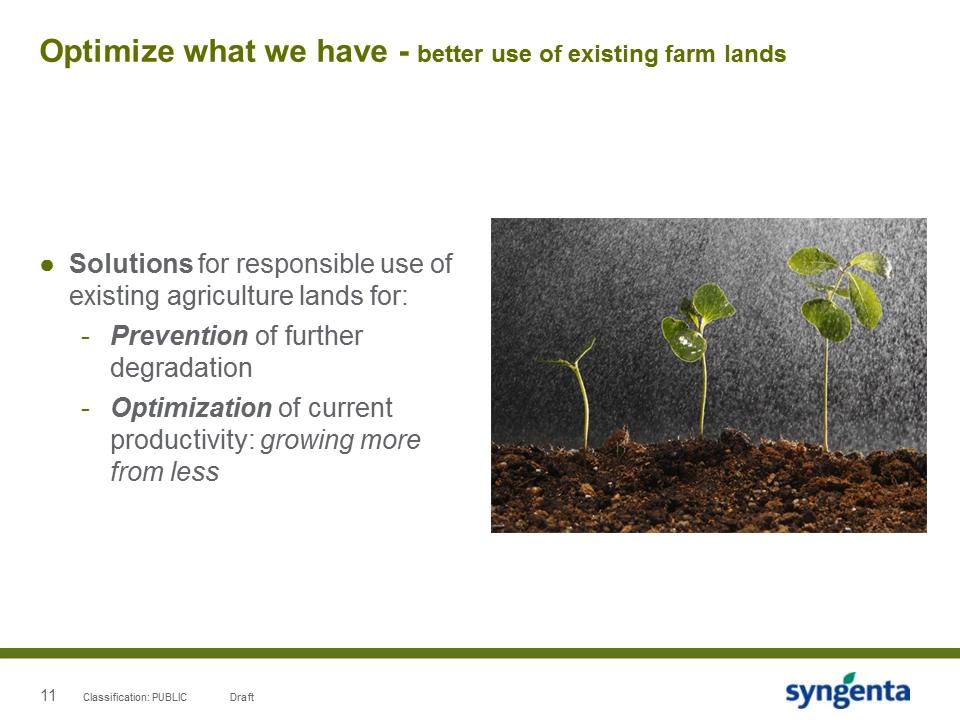 Optimize what we have - better use of existing farm lands
● Solutions for responsible use of
existing agriculture lands for:
- Prevention of further
degradation
- Optimization of current
productivity: growing more
from less
11 Classification: PUBLIC Draft
syngenta